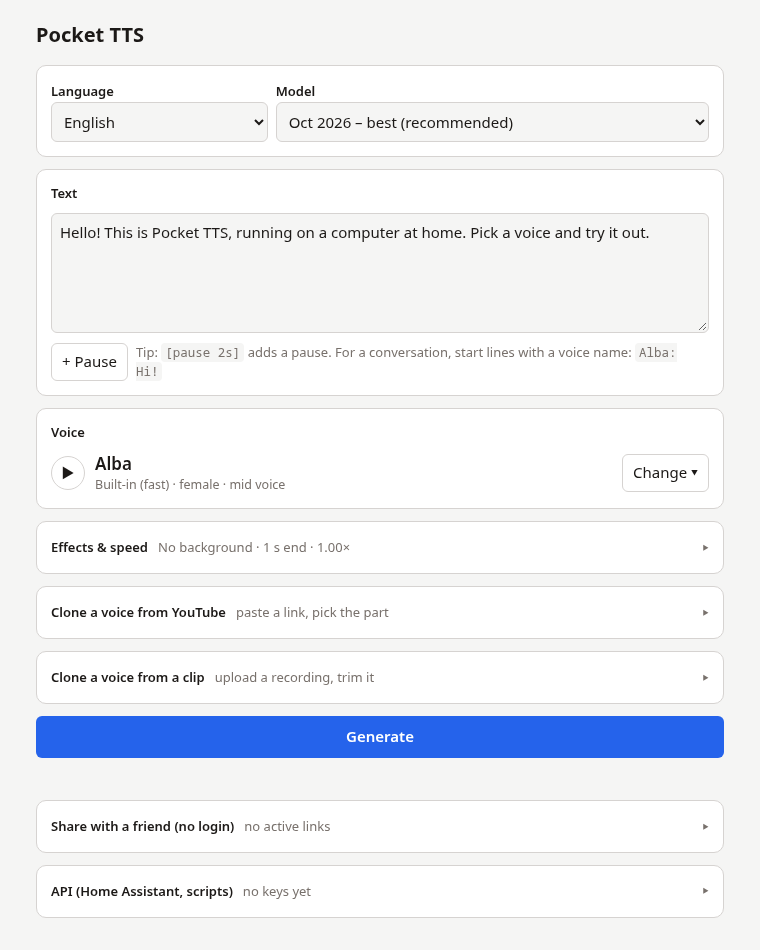 Pocket TTS
Language
Model
English
Oct 2026 – best (recommended)
Text
Hello! This is Pocket TTS, running on a computer at home. Pick a voice and try it out.
+ Pause
Tip: [pause 2s] adds a pause. For a conversation, start lines with a voice name: Alba:
Hi!
Voice
Alba
Built-in (fast) · female · mid voice
Change ▾
Effects & speed No background · 1 s end · 1.00×
Clone a voice from YouTube paste a link, pick the part
Clone a voice from a clip upload a recording, trim it
Generate
Share with a friend (no login) no active links
API (Home Assistant, scripts) no keys yet